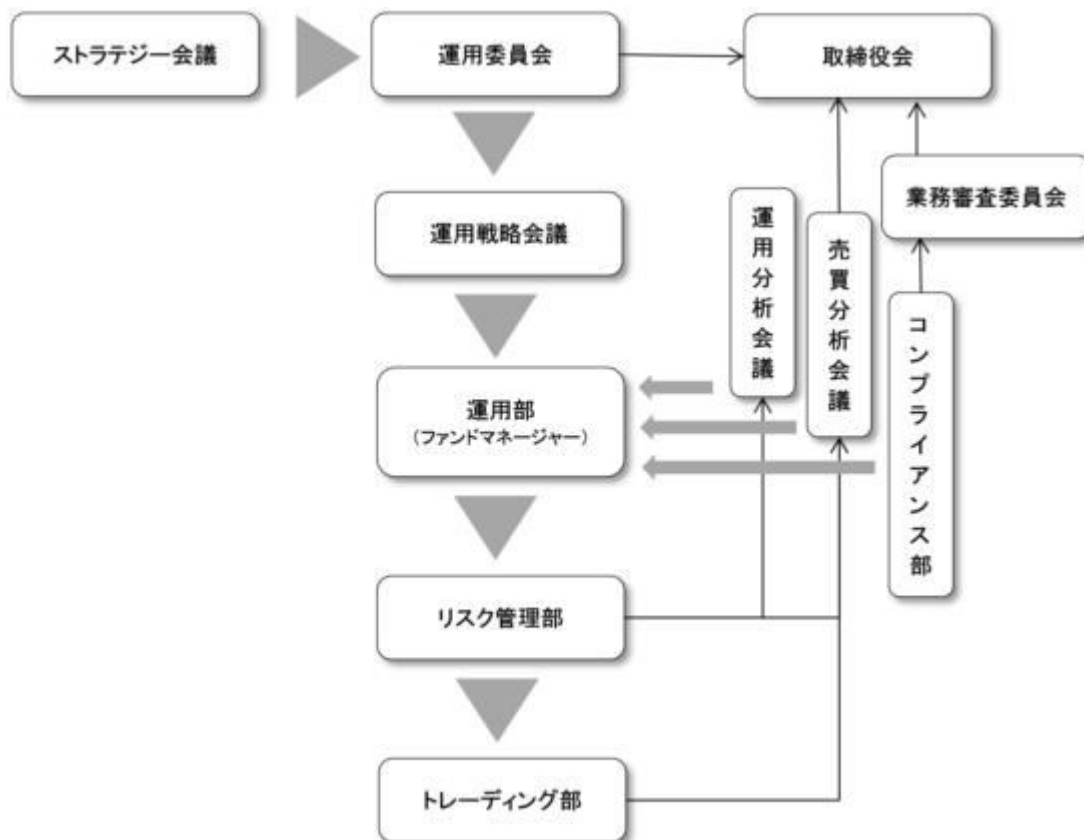 ストラテジー会議
運用委員会
取締役会
業務審査委員会
運用戦略会議
運用分析会議
売買分析会議
コンプライアンス部
運用部
（ファンドマネージャー）
リスク管理部
トレーディング部